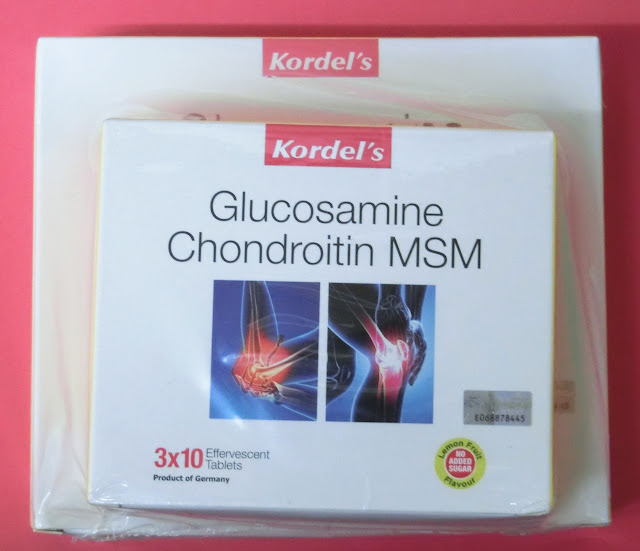 Kordel's
Kordel's
Glucosamine
Chondroitin MSM
E068878445
3x10 Effervescent
Tablets
Product of Germany
Lemon Fruit
NO
ADDED
SUGAR
Flavour